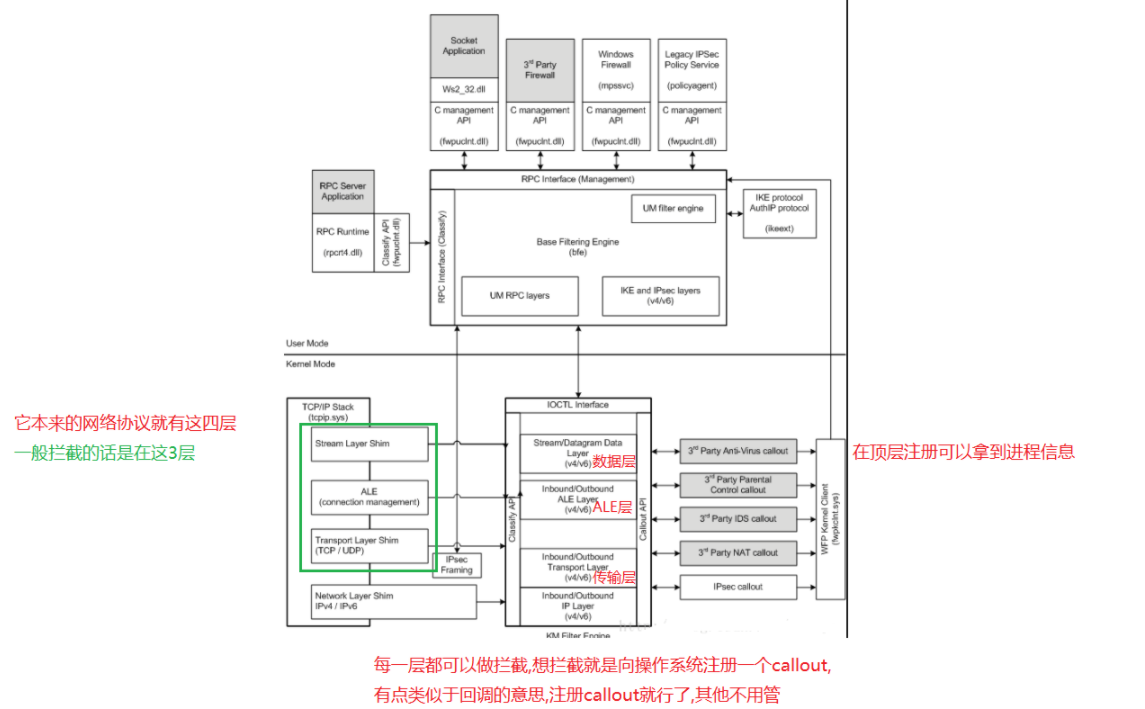 Socket
Application
Ws2_32.dll
C management
API
(fwpuclnt.dll)
3rd Party
Firewall
C management
API
(fwpuclnt.dll)
Windows
Firewall
(mpssvc)
C management
API
(fwpuclnt.dll)
Legacy IPSec
Policy Service
(policyagent)
C management
API
(fwpuclnt.dll)
RPC Server
Application
RPC Runtime
(rpcrt4.dll)
Classify API
(fwpuclnt.dll)
RPC Interface (Management)
RPC Interface (Classify)
UM filter engine
Base Filtering Engine
(bfe)
UM RPC layers
IKE and IPsec layers
(v4/v6)
IKE protocol
AuthIP protocol
(ikeext)
User Mode
Kernel Mode
它本来的网络协议就有这四层
一般拦截的话是在这3层
TCP/IP Stack
(tcpip.sys)
Stream Layer Shim
ALE
(connection management)
Transport Layer Shim
(TCP / UDP)
Network Layer Shim
IPv4 / IPv6
IPsec
Framing
IOCTL Interface
Classify API
Stream/Datagram Data
Layer
(v4/v6) 数据层
Inbound/Outbound
ALE Layer
(v4/v6) ALE层
Inbound/Outbound
Transport Layer
(v4/v6) 传输层
Inbound/Outbound
IP Layer
(v4/v6)
KM Filter Engine
Callout API
3rd Party Anti-Virus callout
3rd Party Parental
Control callout
3rd Party IDS callout
3rd Party NAT callout
IPsec callout
WFP Kernel Client
(fwpkclnt.sys)
在顶层注册可以拿到进程信息
每一层都可以做拦截,想拦截就是向操作系统注册一个callout,
有点类似于回调的意思,注册callout就行了,其他不用管